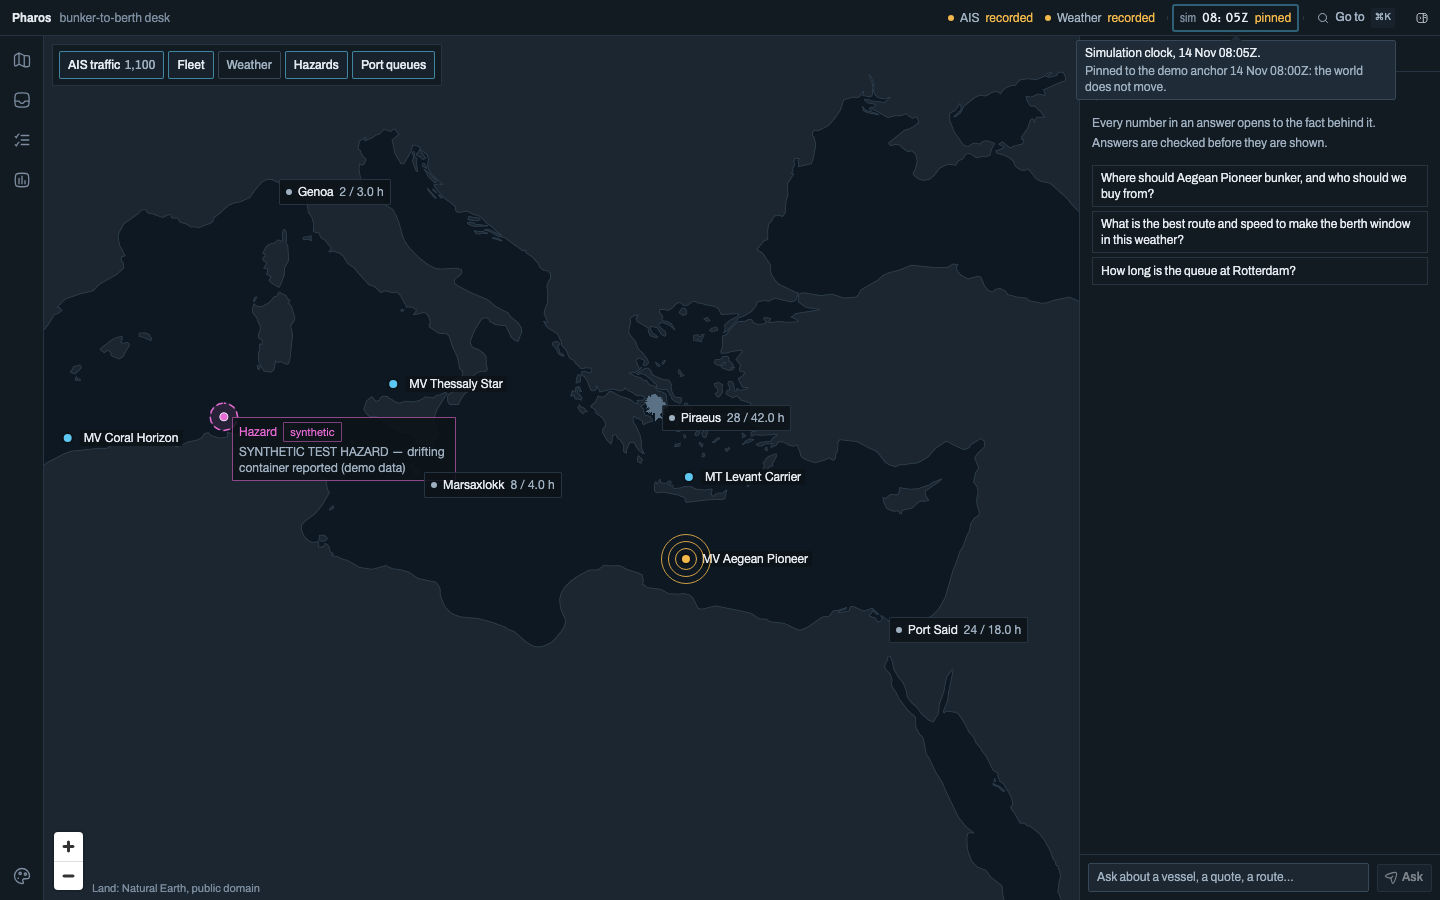 Pharos bunker-to-berth desk
AIS recorded
Weather recorded
sim 08:05Z pinned
Go to ⌘K
Simulation clock, 14 Nov 08:05Z.
Pinned to the demo anchor 14 Nov 08:00Z: the world
does not move.
AIS traffic 1,100
Fleet
Weather
Hazards
Port queues
Every number in an answer opens to the fact behind it.
Answers are checked before they are shown.
Where should Aegean Pioneer bunker, and who should we
buy from?
What is the best route and speed to make the berth window
in this weather?
How long is the queue at Rotterdam?
Genoa 2 / 3.0 h
MV Thessaly Star
Piraeus 28 / 42.0 h
MV Coral Horizon
Hazard synthetic
SYNTHETIC TEST HAZARD — drifting
container reported (demo data)
MT Levant Carrier
Marsaxlokk 8 / 4.0 h
MV Aegean Pioneer
Port Said 24 / 18.0 h
+
−
Land: Natural Earth, public domain
Ask about a vessel, a quote, a route...
Ask